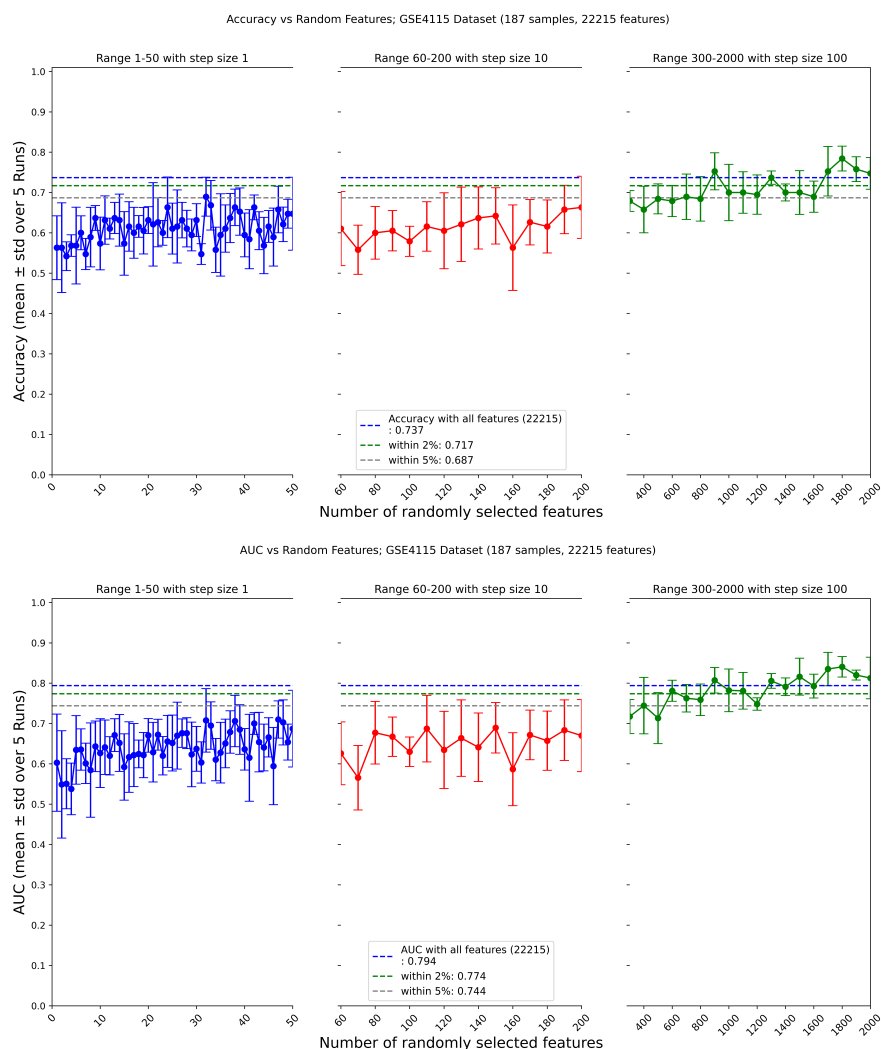 Accuracy vs Random Features; GSE4115 Dataset (187 samples, 22215 features)
Range 1-50 with step size 1
Range 60-200 with step size 10
Range 300-2000 with step size 100
Accuracy (mean ± std over 5 Runs)
1.0
0.9
0.8
0.7
0.6
0.5
0.4
0.3
0.2
0.1
0.0
Accuracy with all features (22215)
: 0.737
within 2%: 0.717
within 5%: 0.687
0 10 20 30 40 50
60 80 100 120 140 160 180 200
400 600 800 1000 1200 1400 1600 1800 2000
Number of randomly selected features
AUC vs Random Features; GSE4115 Dataset (187 samples, 22215 features)
Range 1-50 with step size 1
Range 60-200 with step size 10
Range 300-2000 with step size 100
AUC (mean ± std over 5 Runs)
1.0
0.9
0.8
0.7
0.6
0.5
0.4
0.3
0.2
0.1
0.0
AUC with all features (22215)
: 0.794
within 2%: 0.774
within 5%: 0.744
0 10 20 30 40 50
60 80 100 120 140 160 180 200
400 600 800 1000 1200 1400 1600 1800 2000
Number of randomly selected features